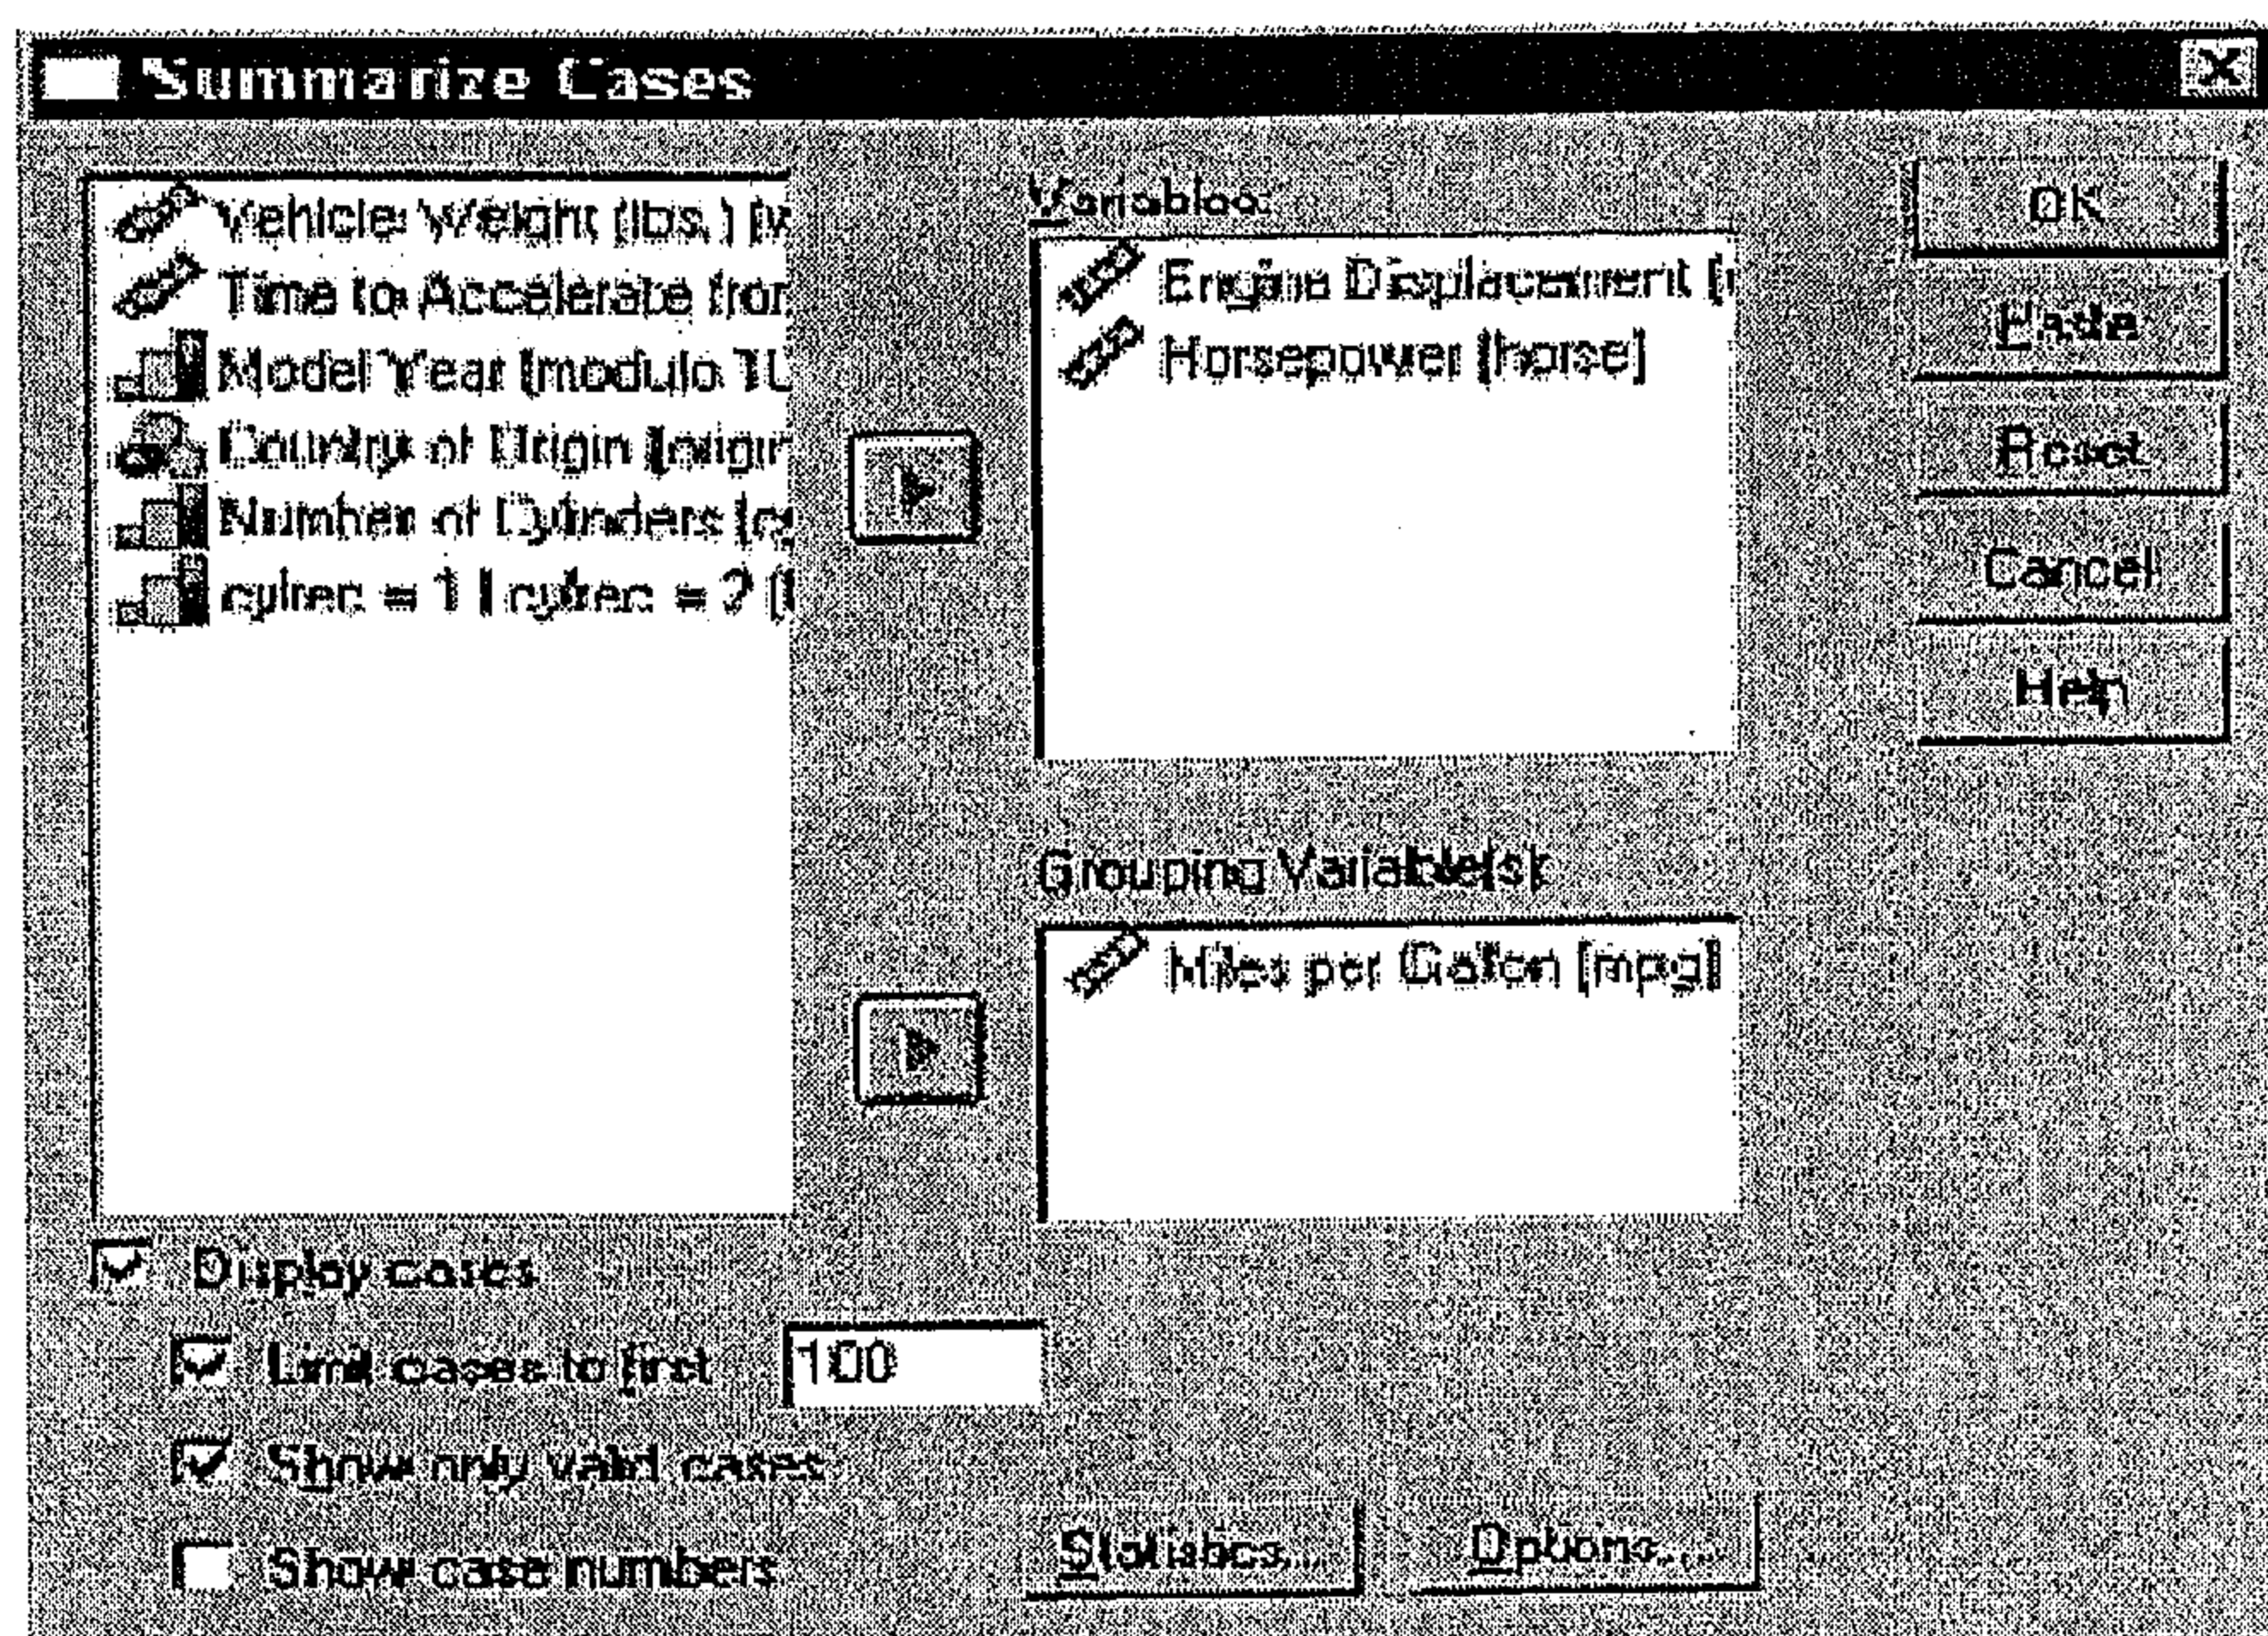 Summarize Cases
Vehicle Weight (lbs.) [w
Time to Accelerate from
Model Year (modulo 10
Country of Origin [origin
Number of Cylinders [cy
cylrec = 1 | cylrec = 2 [f
Variables:
Engine Displacement [e
Horsepower [horse]
Grouping Variable(s):
Miles per Gallon [mpg]
OK
Paste
Reset
Cancel
Help
Display cases
Limit cases to first 100
Show only valid cases
Show case numbers
Statistics...
Options...